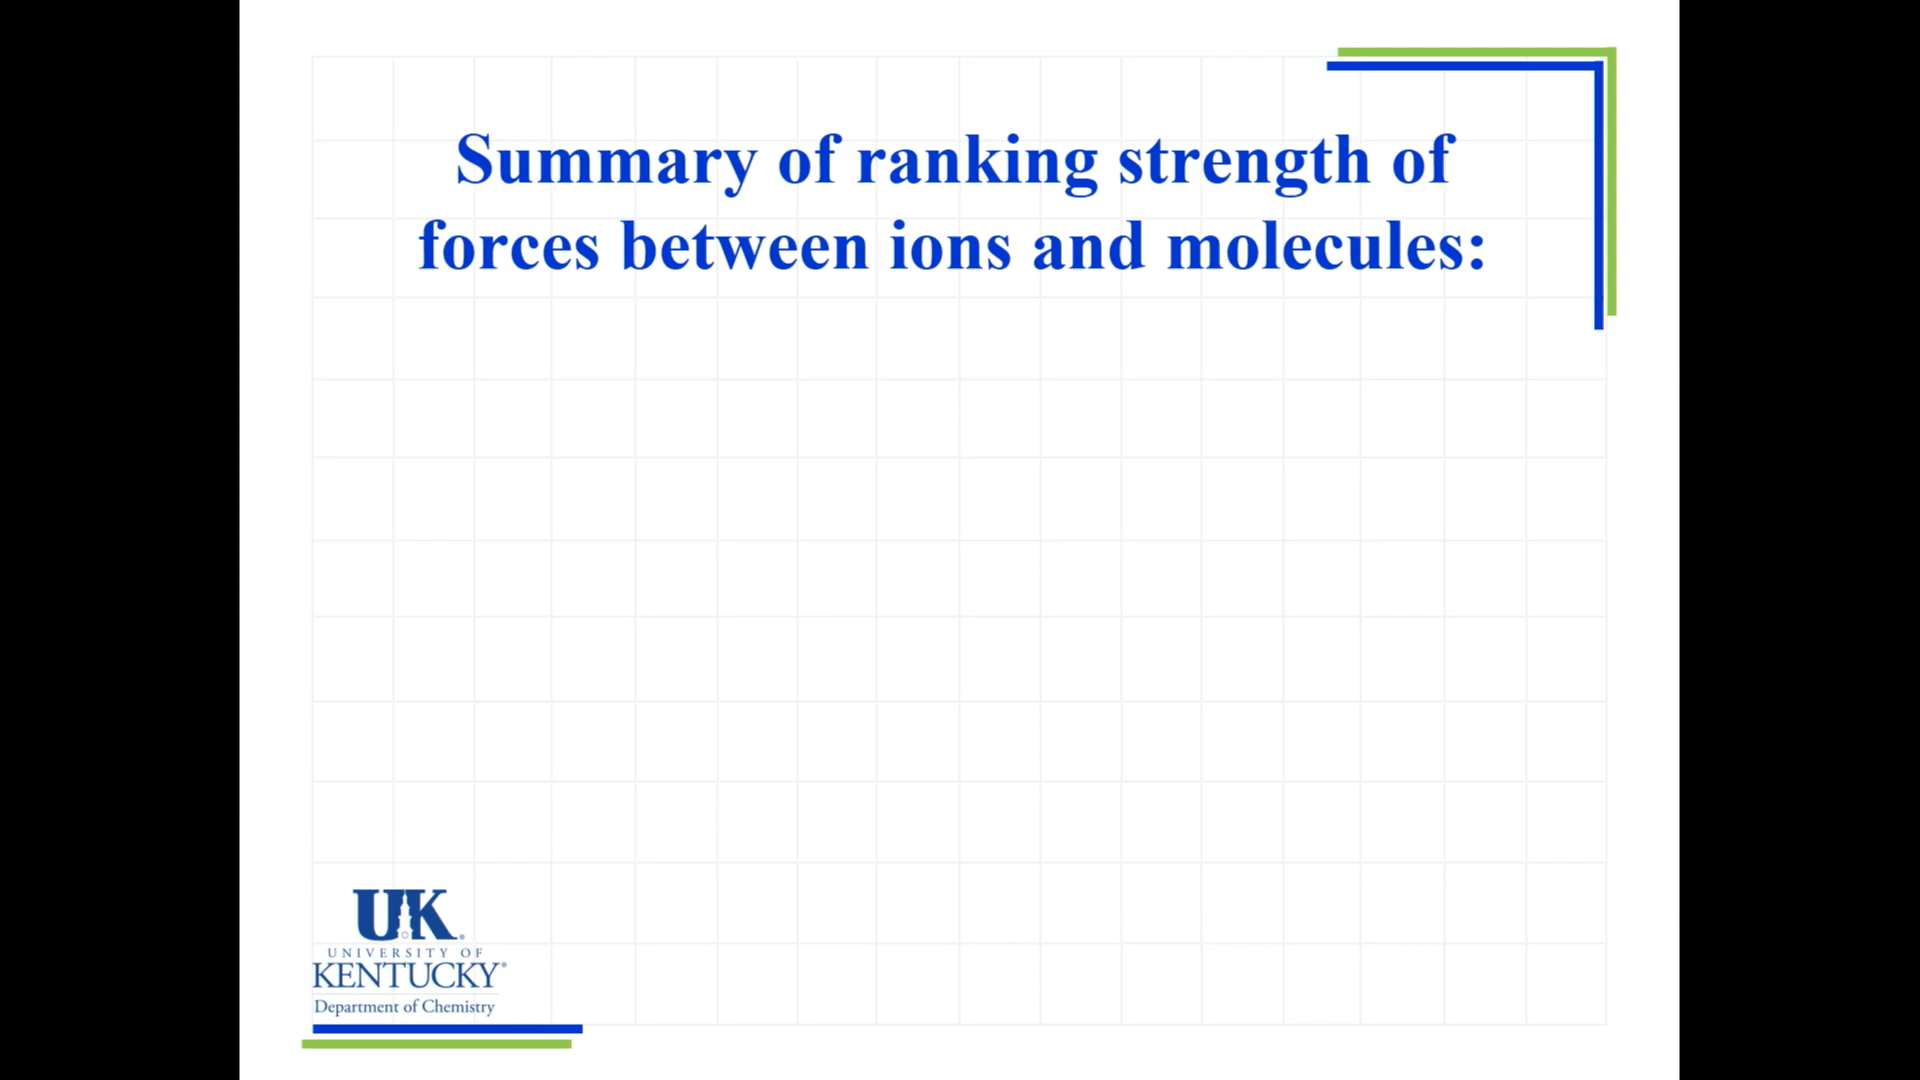 Summary of ranking strength of
forces between ions and molecules:
UK®
UNIVERSITY OF
KENTUCKY®
Department of Chemistry